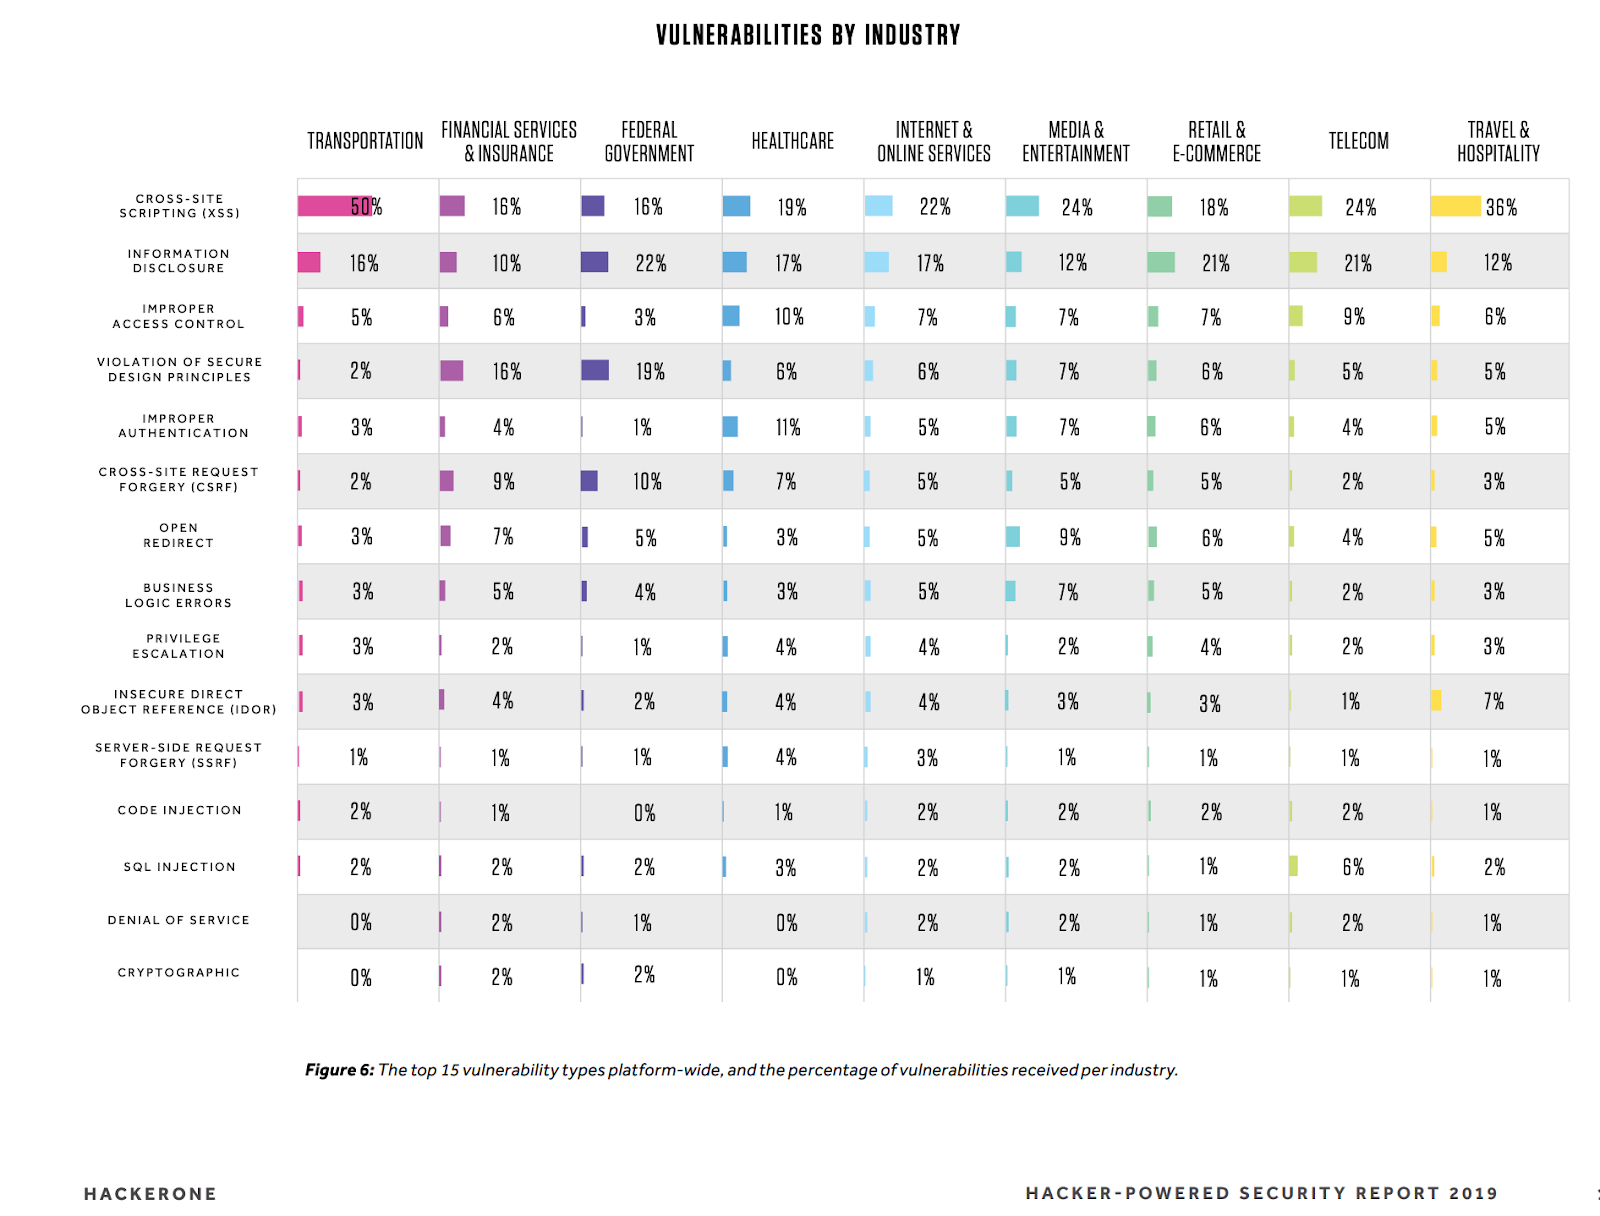 VULNERABILITIES BY INDUSTRY
TRANSPORTATION
FINANCIAL SERVICES
& INSURANCE
FEDERAL
GOVERNMENT
HEALTHCARE
INTERNET &
ONLINE SERVICES
MEDIA &
ENTERTAINMENT
RETAIL &
E-COMMERCE
TELECOM
TRAVEL &
HOSPITALITY
CROSS-SITE
SCRIPTING (XSS)
50% 16% 16% 19% 22% 24% 18% 24% 36%
INFORMATION
DISCLOSURE
16% 10% 22% 17% 17% 12% 21% 21% 12%
IMPROPER
ACCESS CONTROL
5% 6% 3% 10% 7% 7% 7% 9% 6%
VIOLATION OF SECURE
DESIGN PRINCIPLES
2% 16% 19% 6% 6% 7% 6% 5% 5%
IMPROPER
AUTHENTICATION
3% 4% 1% 11% 5% 7% 6% 4% 5%
CROSS-SITE REQUEST
FORGERY (CSRF)
2% 9% 10% 7% 5% 5% 5% 2% 3%
OPEN
REDIRECT
3% 7% 5% 3% 5% 9% 6% 4% 5%
BUSINESS
LOGIC ERRORS
3% 5% 4% 3% 5% 7% 5% 2% 3%
PRIVILEGE
ESCALATION
3% 2% 1% 4% 4% 2% 4% 2% 3%
INSECURE DIRECT
OBJECT REFERENCE (IDOR)
3% 4% 2% 4% 4% 3% 3% 1% 7%
SERVER-SIDE REQUEST
FORGERY (SSRF)
1% 1% 1% 4% 3% 1% 1% 1% 1%
CODE INJECTION
2% 1% 0% 1% 2% 2% 2% 2% 1%
SQL INJECTION
2% 2% 2% 3% 2% 2% 1% 6% 2%
DENIAL OF SERVICE
0% 2% 1% 0% 2% 2% 1% 2% 1%
CRYPTOGRAPHIC
0% 2% 2% 0% 1% 1% 1% 1% 1%
Figure 6: The top 15 vulnerability types platform-wide, and the percentage of vulnerabilities received per industry.
HACKERONE
HACKER-POWERED SECURITY REPORT 2019